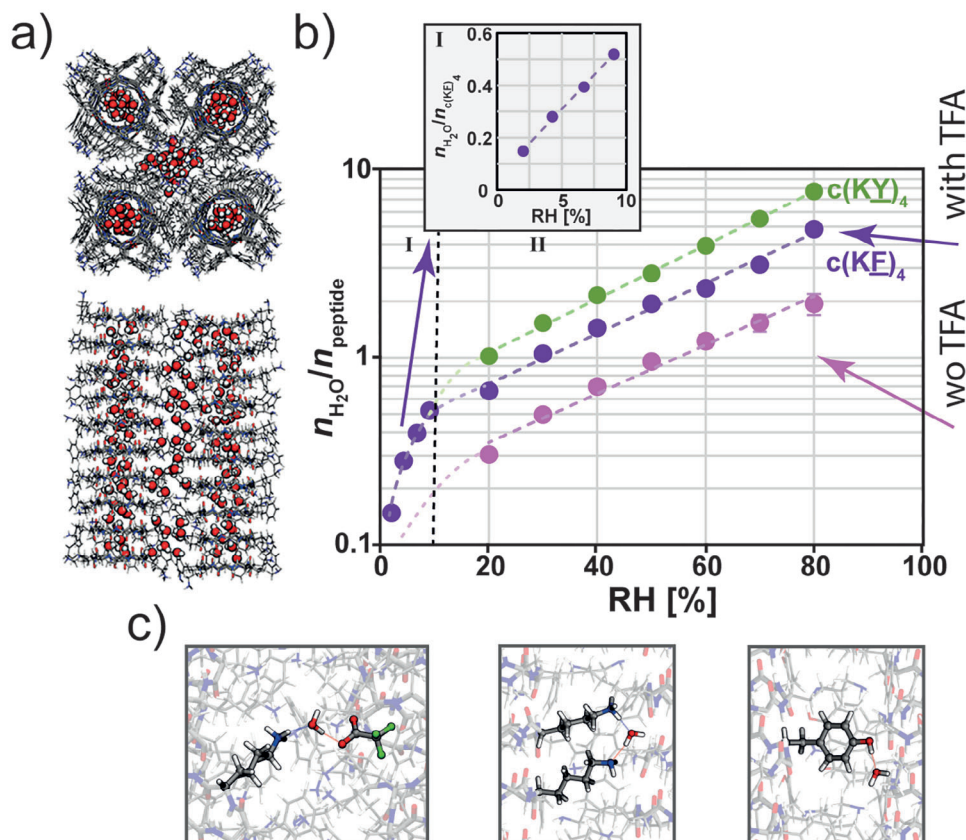 a)
b)
I
0.6
0.4
0.2
0
n_H₂O/n_c(KF̲)₄
0
5
10
RH [%]
10
1
0.1
n_H₂O/n_peptide
I
II
c(KY̲)₄
c(KF̲)₄
with TFA
wo TFA
0
20
40
60
80
100
RH [%]
c)